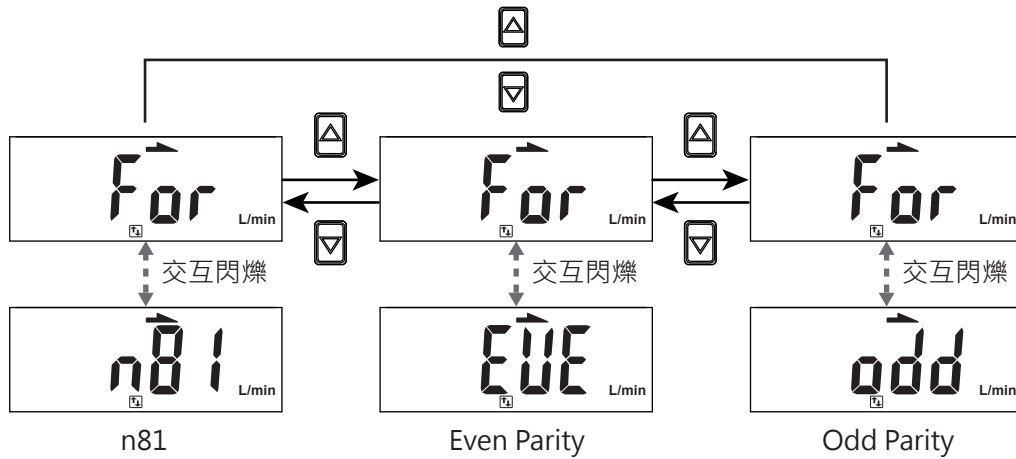 For L/min For L/min For L/min
交互閃爍 交互閃爍 交互閃爍
n81 L/min EUE L/min odd L/min
n81 Even Parity Odd Parity